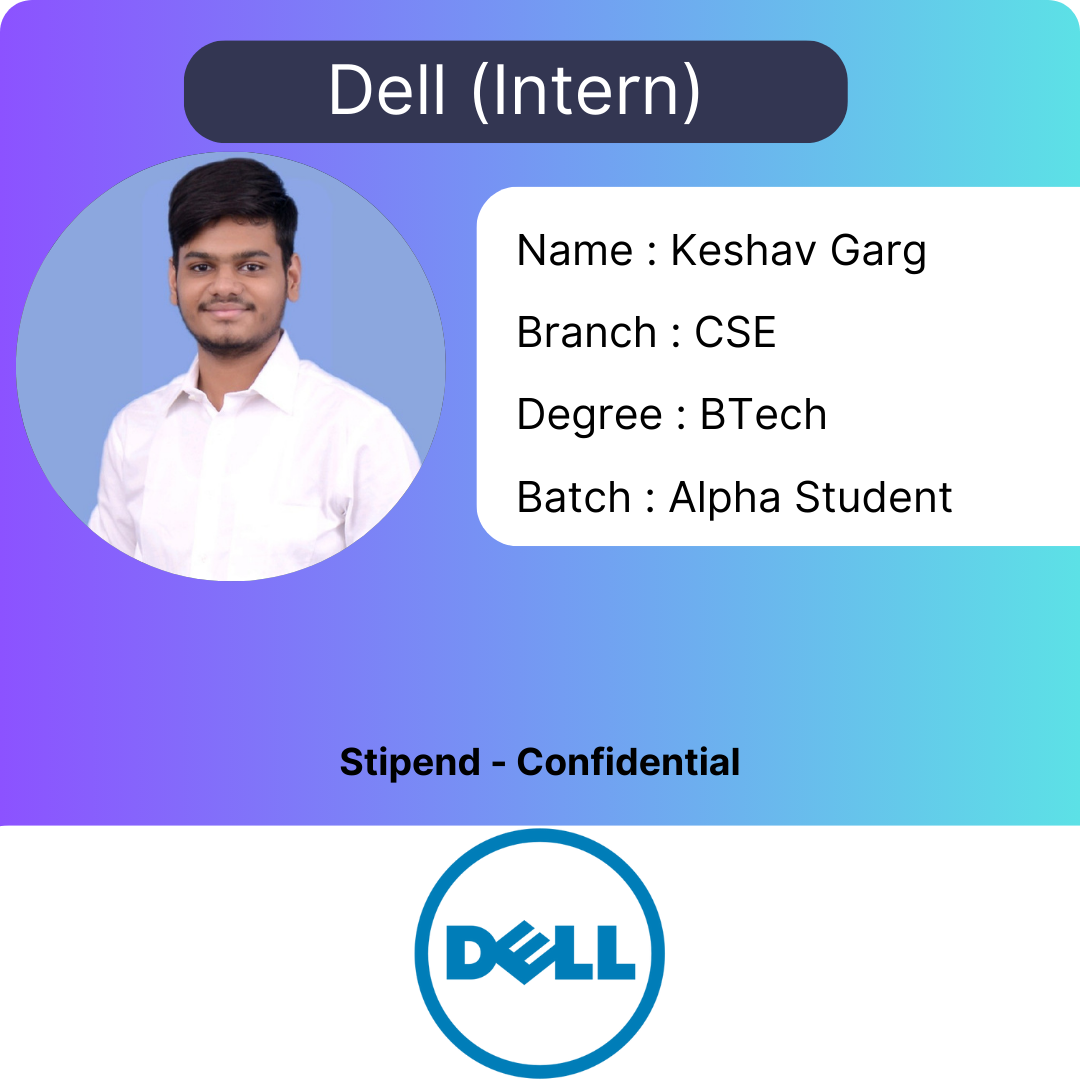 Dell (Intern)
Name : Keshav Garg
Branch : CSE
Degree : BTech
Batch : Alpha Student
Stipend - Confidential
DELL